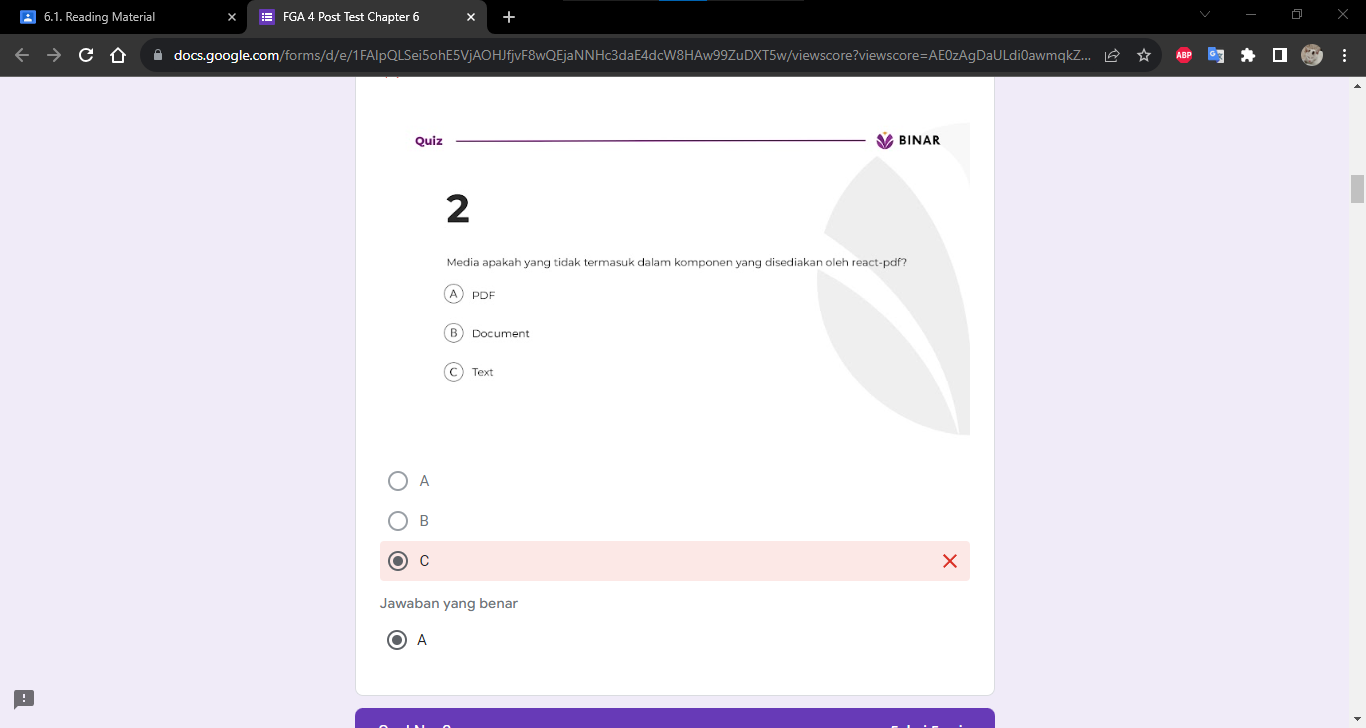 6.1. Reading Material
FGA 4 Post Test Chapter 6
docs.google.com/forms/d/e/1FAIpQLSei5ohE5VjAOHJfjvF8wQEjaNNHc3daE4dcW8HAw99ZuDXT5w/viewscore?viewscore=AE0zAgDaULdi0awmqkZ...
ABP
Quiz
BINAR
2
Media apakah yang tidak termasuk dalam komponen yang disediakan oleh react-pdf?
A PDF
B Document
C Text
A
B
C
Jawaban yang benar
A